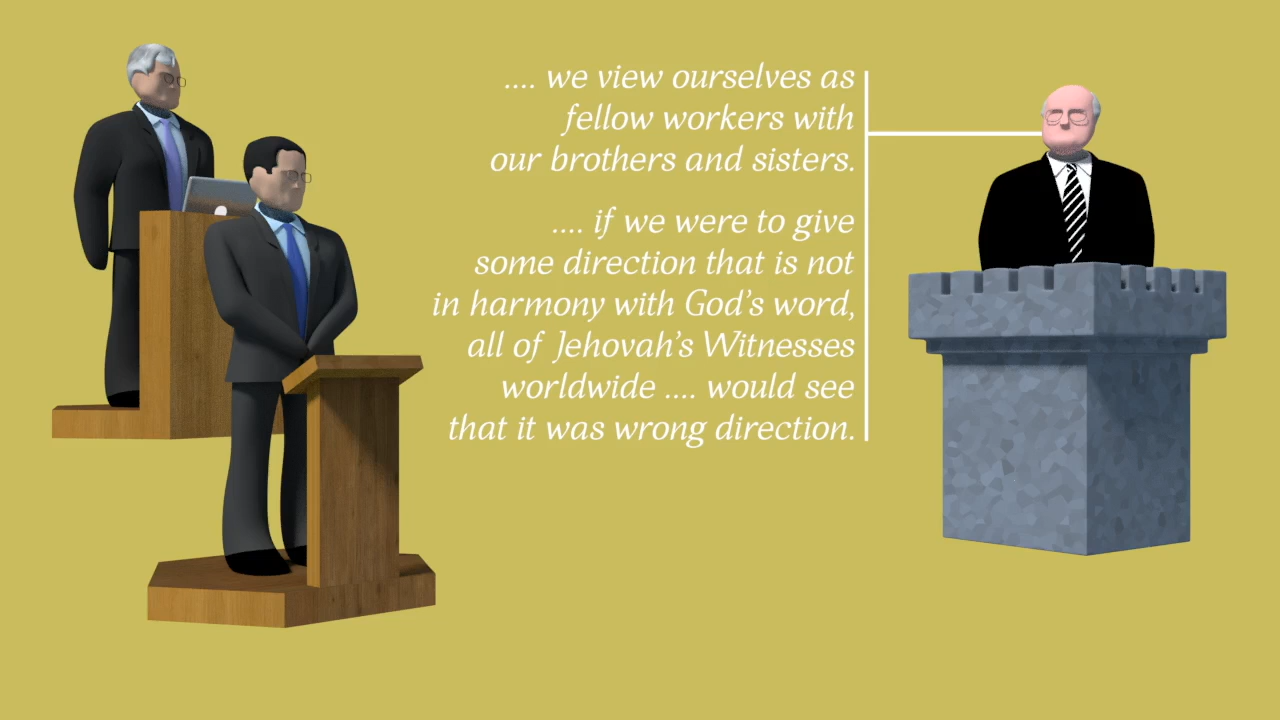 .... we view ourselves as
fellow workers with
our brothers and sisters.
.... if we were to give
some direction that is not
in harmony with God's word,
all of Jehovah's Witnesses
worldwide .... would see
that it was wrong direction.